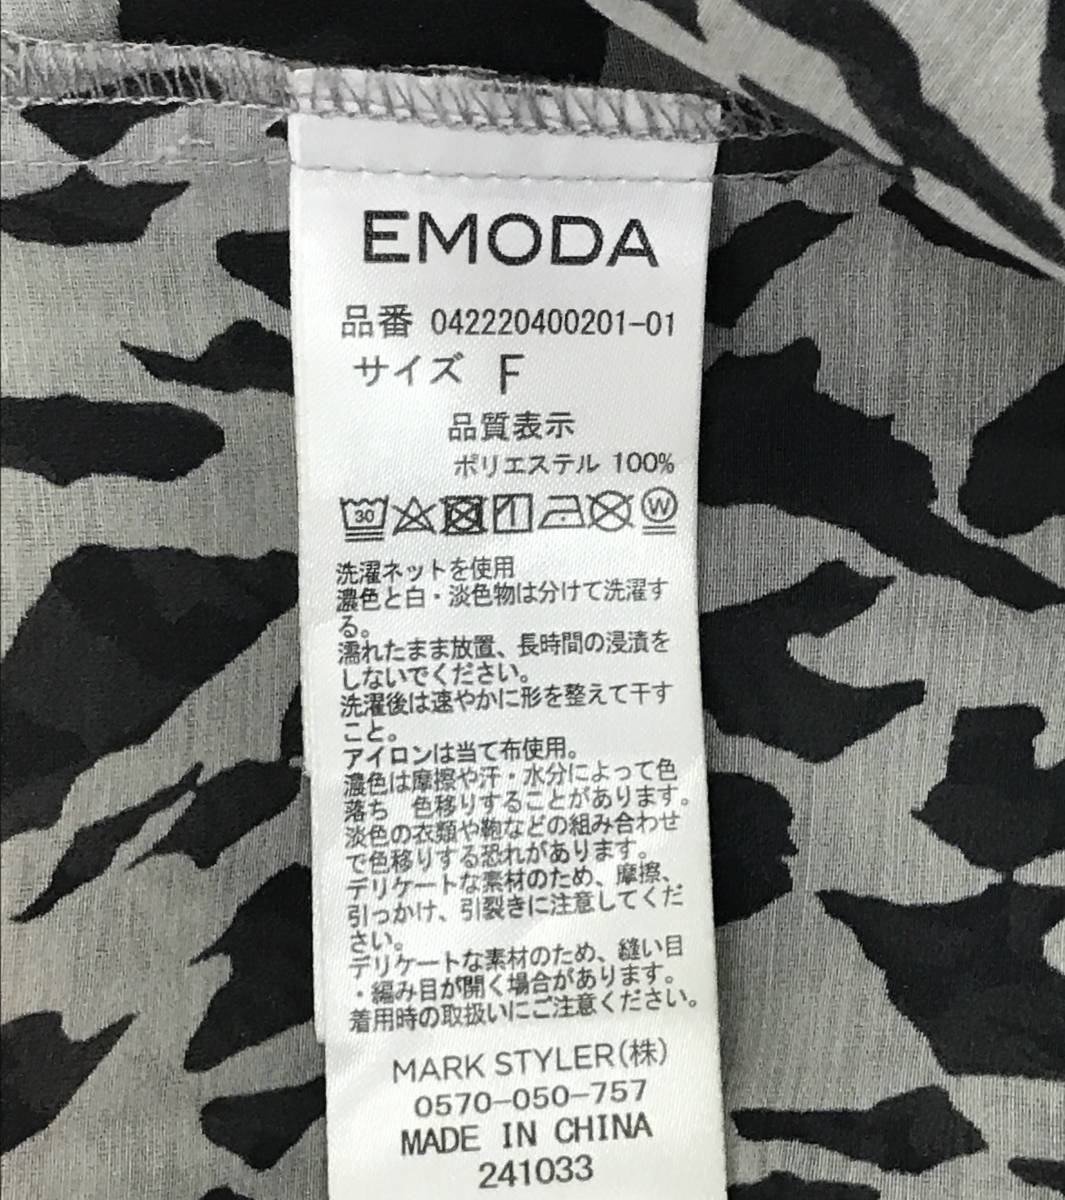 EMODA
品番 042220400201-01
サイズ F
品質表示
ポリエステル 100%
30 W
洗濯ネットを使用
濃色と白・淡色物は分けて洗濯す
る。
濡れたまま放置、長時間の浸漬を
しないでください。
洗濯後は速やかに形を整えて干す
こと。
アイロンは当て布使用。
濃色は摩擦や汗・水分によって色
落ち 色移りすることがあります。
淡色の衣類や鞄などの組み合わせ
で色移りする恐れがあります。
デリケートな素材のため、摩擦、
引っかけ、引裂きに注意してくだ
さい。
デリケートな素材のため、縫い目
・編み目が開く場合があります。
着用時の取扱いにご注意ください。
MARK STYLER(株)
0570-050-757
MADE IN CHINA
241033